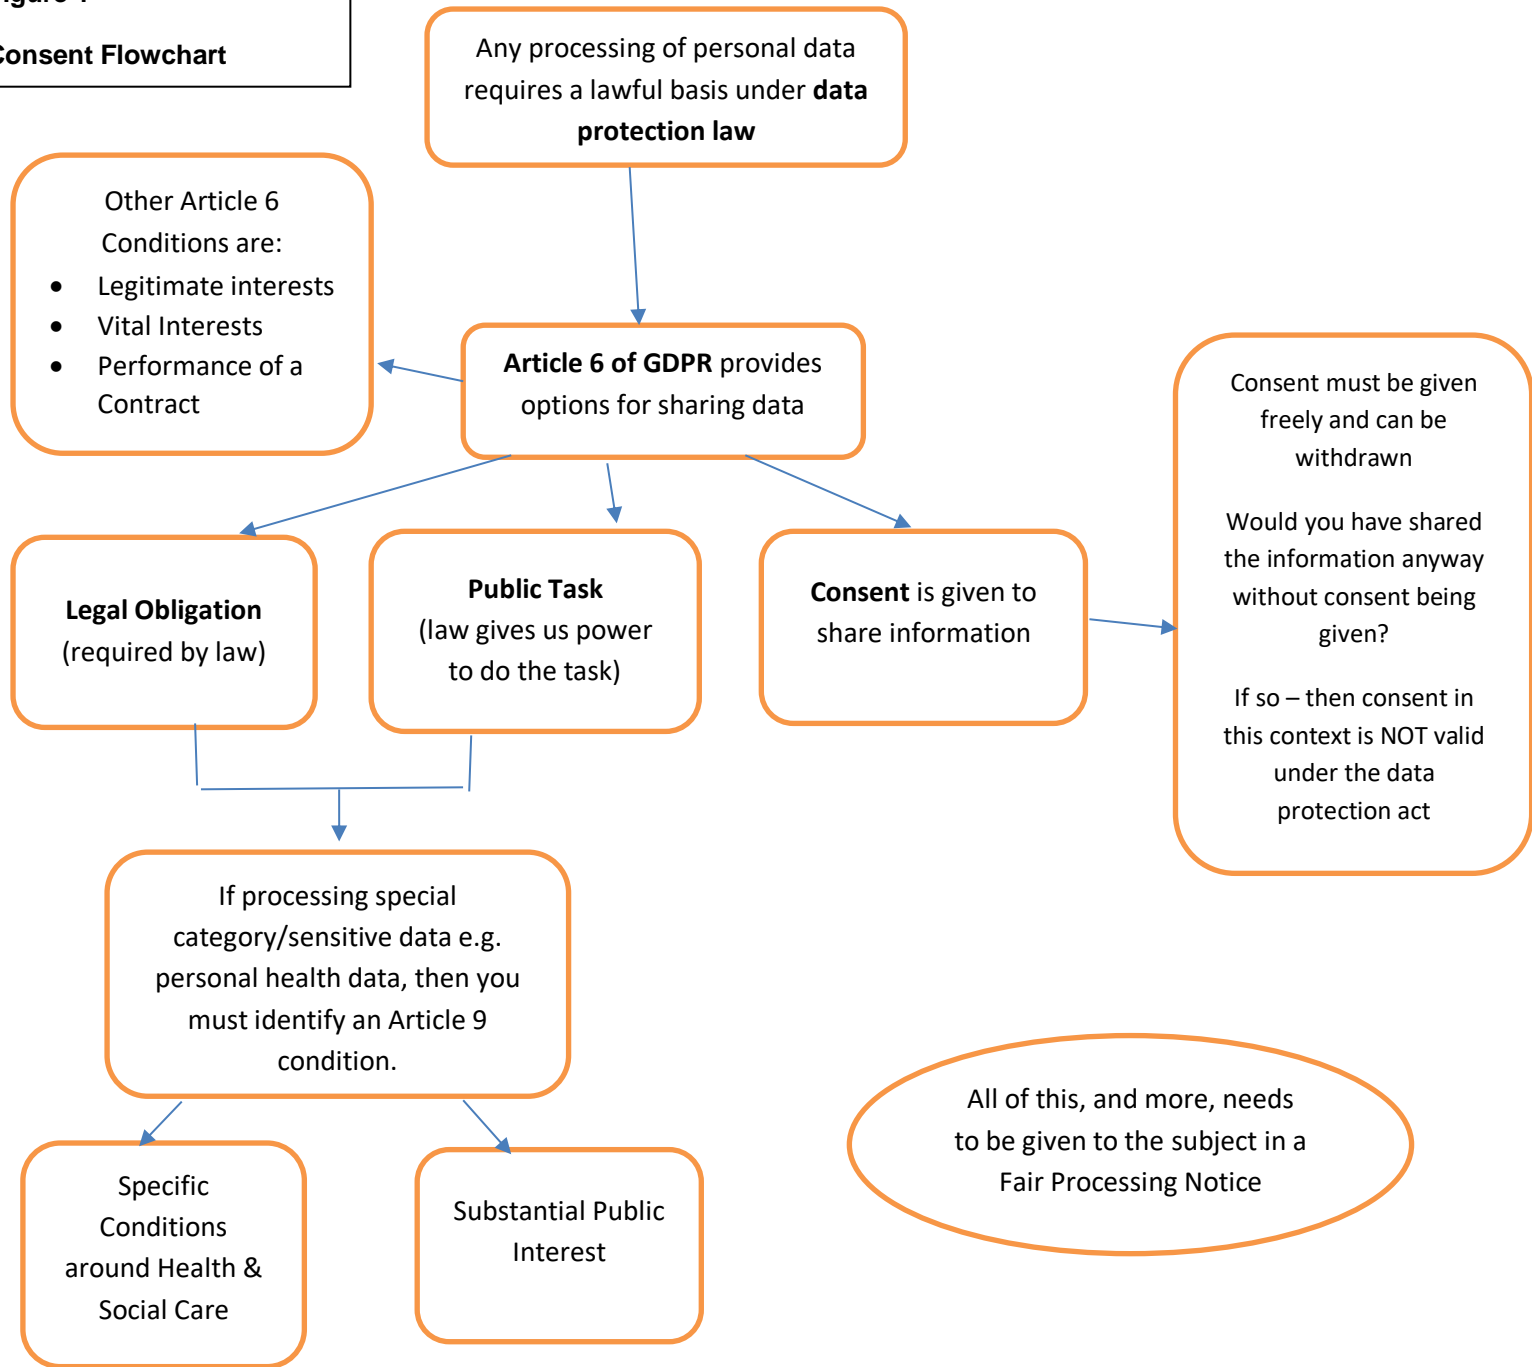 Consent Flowchart
Any processing of personal data
requires a lawful basis under data
protection law
Other Article 6
Conditions are:
• Legitimate interests
• Vital Interests
• Performance of a
Contract
Article 6 of GDPR provides
options for sharing data
Consent must be given
freely and can be
withdrawn
Would you have shared
the information anyway
without consent being
given?
If so – then consent in
this context is NOT valid
under the data
protection act
Legal Obligation
(required by law)
Public Task
(law gives us power
to do the task)
Consent is given to
share information
If processing special
category/sensitive data e.g.
personal health data, then you
must identify an Article 9
condition.
Specific
Conditions
around Health &
Social Care
Substantial Public
Interest
All of this, and more, needs
to be given to the subject in a
Fair Processing Notice